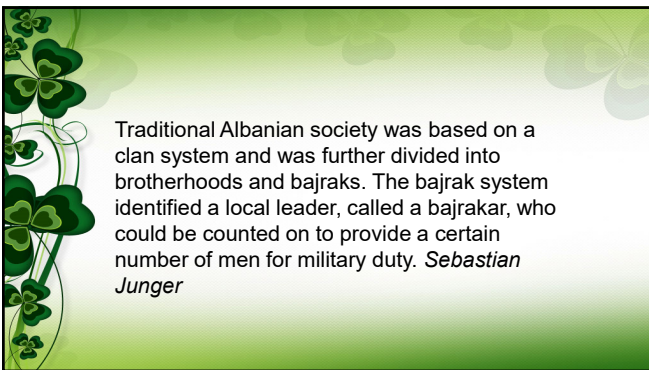 Traditional Albanian society was based on a
clan system and was further divided into
brotherhoods and bajraks. The bajrak system
identified a local leader, called a bajrakar, who
could be counted on to provide a certain
number of men for military duty. Sebastian
Junger